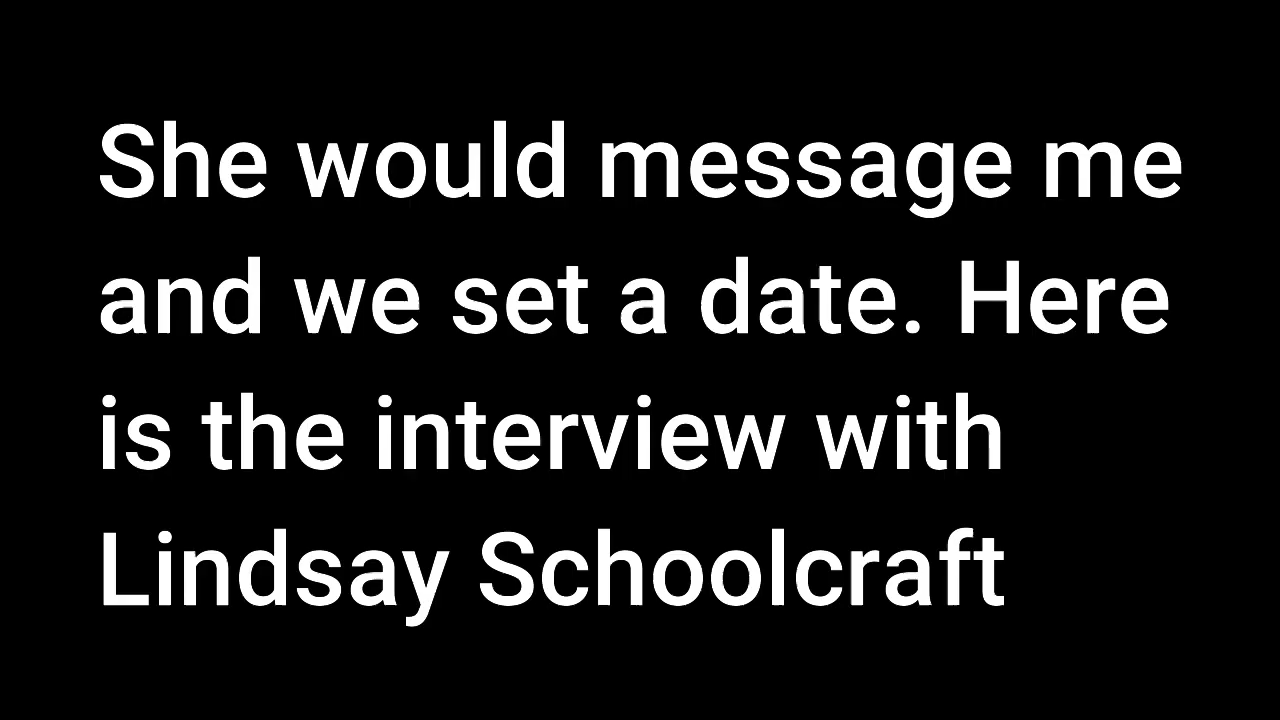 She would message me
and we set a date. Here
is the interview with
Lindsay Schoolcraft